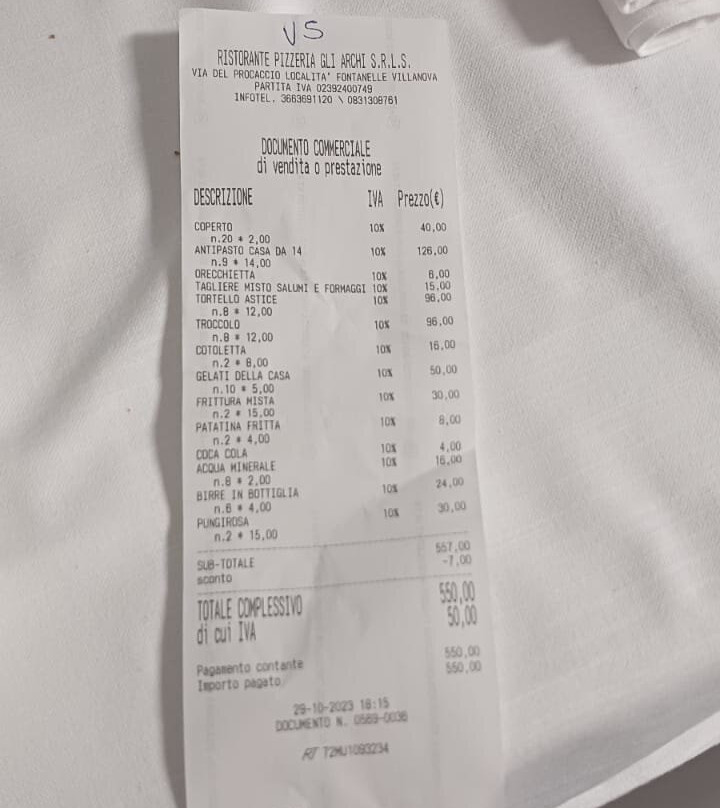 VS
RISTORANTE PIZZERIA GLI ARCHI S.R.L.S.
VIA DEL PROCACCIO LOCALITA' FONTANELLE VILLANOVA
PARTITA IVA 02392400749
INFOTEL. 3663691120 \ 0831308761
DOCUMENTO COMMERCIALE
di vendita o prestazione
DESCRIZIONE IVA Prezzo(€)
COPERTO 10% 40,00
n.20 * 2,00
ANTIPASTO CASA DA 14 10% 126,00
n.9 * 14,00
ORECCHIETTA 10% 8,00
TAGLIERE MISTO SALUMI E FORMAGGI 10% 15,00
TORTELLO ASTICE 10% 96,00
n.8 * 12,00
TROCCOLO 10% 96,00
n.8 * 12,00
COTOLETTA 10% 16,00
n.2 * 8,00
GELATI DELLA CASA 10% 50,00
n.10 * 5,00
FRITTURA MISTA 10% 30,00
n.2 * 15,00
PATATINA FRITTA 10% 8,00
n.2 * 4,00
COCA COLA 10% 4,00
ACQUA MINERALE 10% 16,00
n.8 * 2,00
BIRRE IN BOTTIGLIA 10% 24,00
n.6 * 4,00
PUNGIROSA 10% 30,00
n.2 * 15,00
SUB-TOTALE 557,00
sconto -7,00
TOTALE COMPLESSIVO 550,00
di cui IVA 50,00
Pagamento contante 550,00
Importo pagato 550,00
29-10-2023 18:15
DOCUMENTO N. 0589-0036
RT T2MU1093234